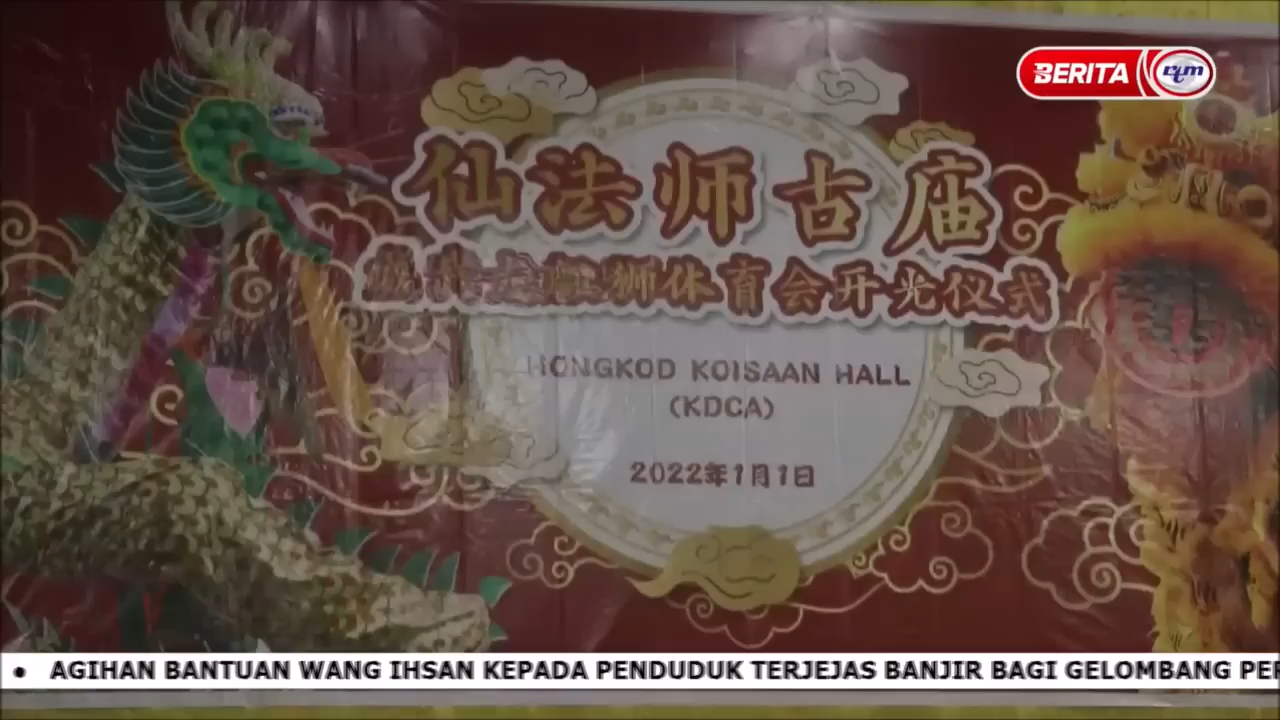 BERITA rtm
仙法师古庙
狮体育会开光仪式
HONGKOD KOISAAN HALL
(KDCA)
2022年1月1日
• AGIHAN BANTUAN WANG IHSAN KEPADA PENDUDUK TERJEJAS BANJIR BAGI GELOMBANG